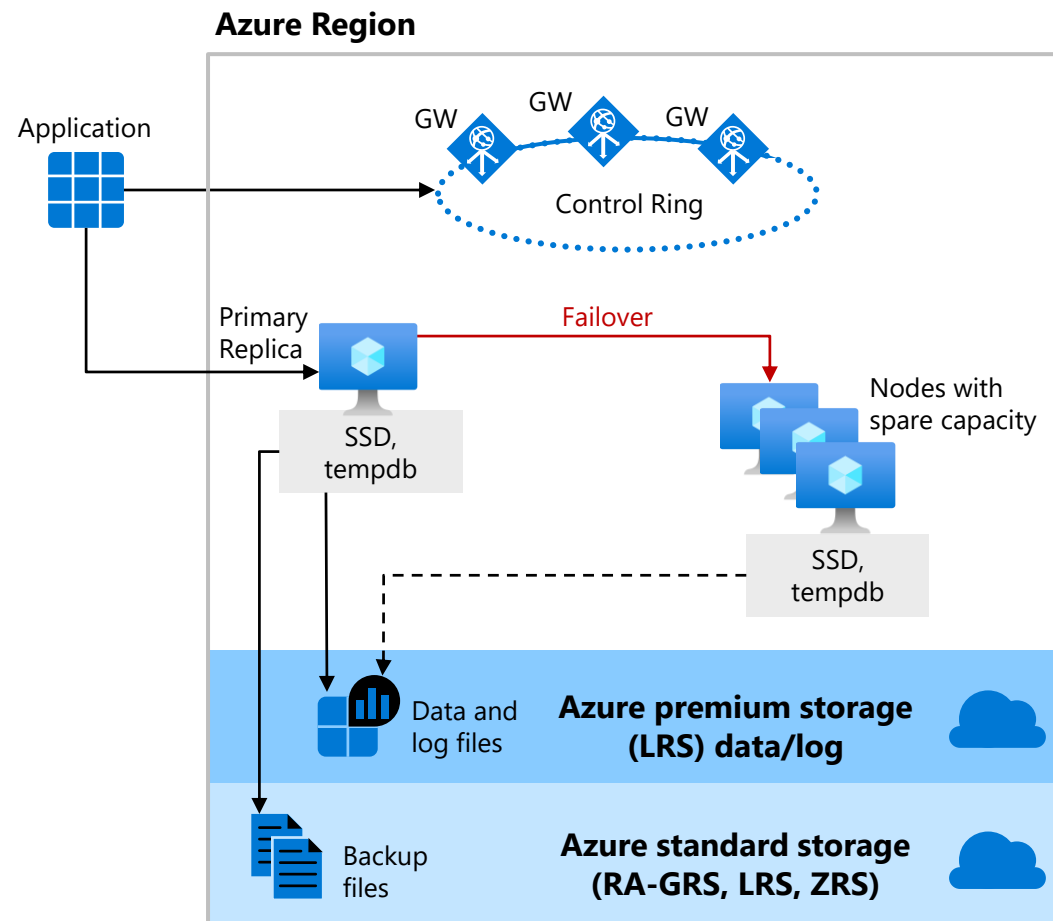 Azure Region
Application
GW
GW
GW
Control Ring
Primary
Replica
Failover
Nodes with
spare capacity
SSD,
tempdb
SSD,
tempdb
Data and
log files
Azure premium storage
(LRS) data/log
Backup
files
Azure standard storage
(RA-GRS, LRS, ZRS)